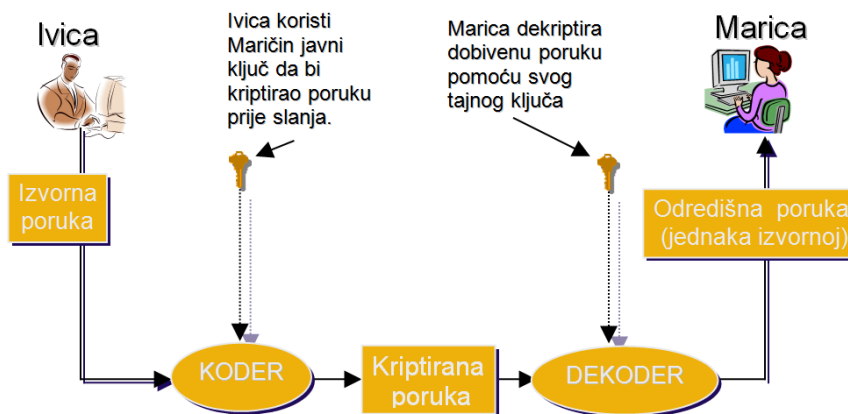 Ivica
Ivica koristi
Maričin javni
ključ da bi
kriptirao poruku
prije slanja.
Marica dekriptira
dobivenu poruku
pomoću svog
tajnog ključa
Marica
Izvorna
poruka
Odredišna poruka
(jednaka izvornoj)
KODER
Kriptirana
poruka
DEKODER